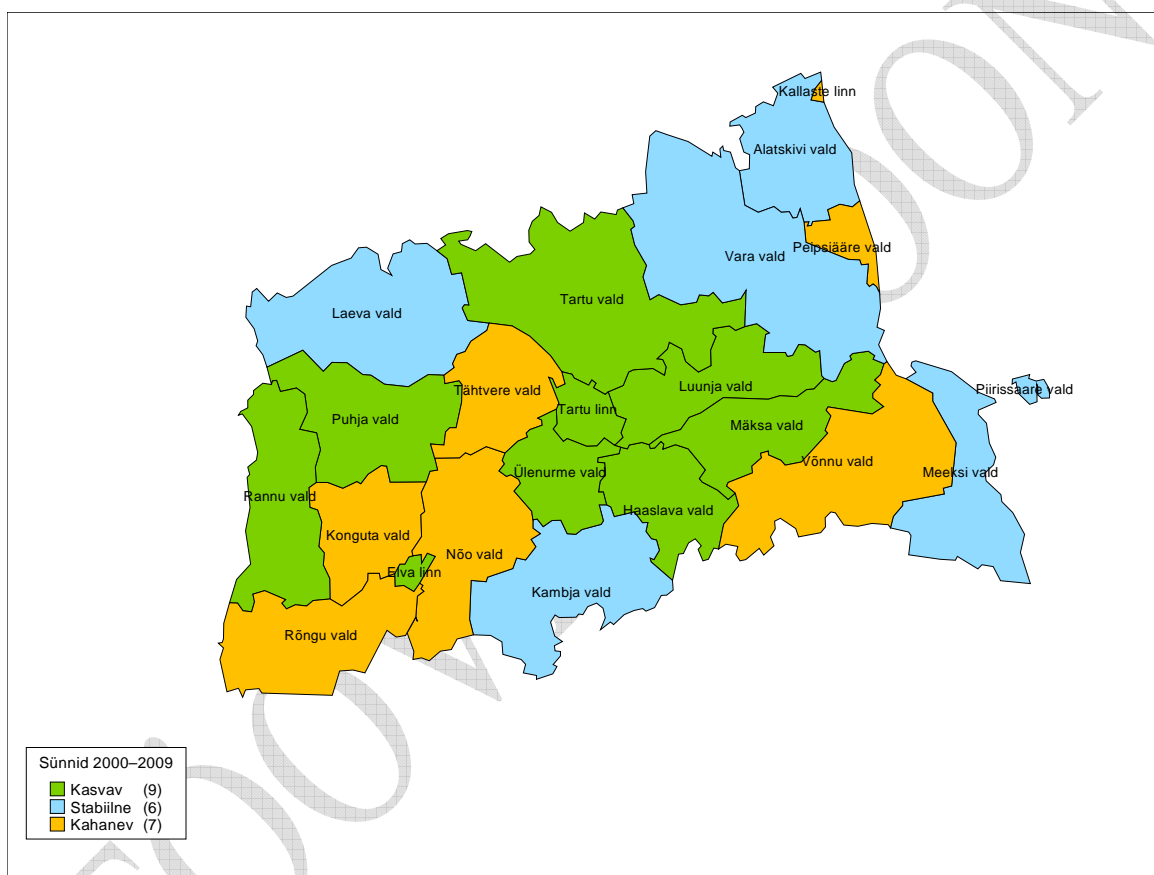 Kallaste linn
Alatskivi vald
Peipsiääre vald
Vara vald
Tartu vald
Laeva vald
Piirissaare vald
Luunja vald
Tähtvere vald
Tartu linn
Puhja vald
Mäksa vald
Võnnu vald
Meeksi vald
Ülenurme vald
Rannu vald
Haaslava vald
Konguta vald
Nõo vald
Elva linn
Kambja vald
Rõngu vald
Sünnid 2000–2009
Kasvav (9)
Stabiilne (6)
Kahanev (7)